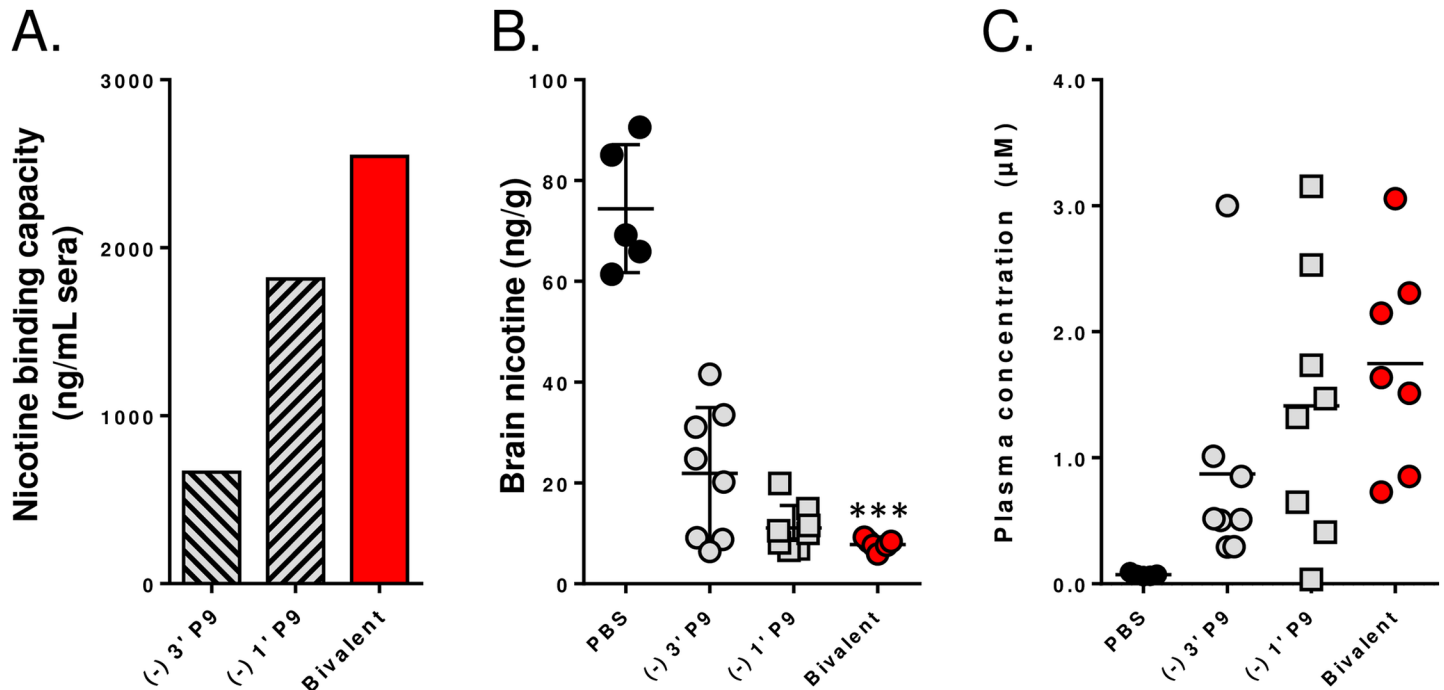 A.
Nicotine binding capacity
(ng/mL sera)
3000
2000
1000
0
(-) 3' P9
(-) 1' P9
Bivalent
B.
Brain nicotine (ng/g)
100
80
60
40
20
0
***
PBS
(-) 3' P9
(-) 1' P9
Bivalent
C.
Plasma concentration (μM)
4.0
3.0
2.0
1.0
0.0
PBS
(-) 3' P9
(-) 1' P9
Bivalent